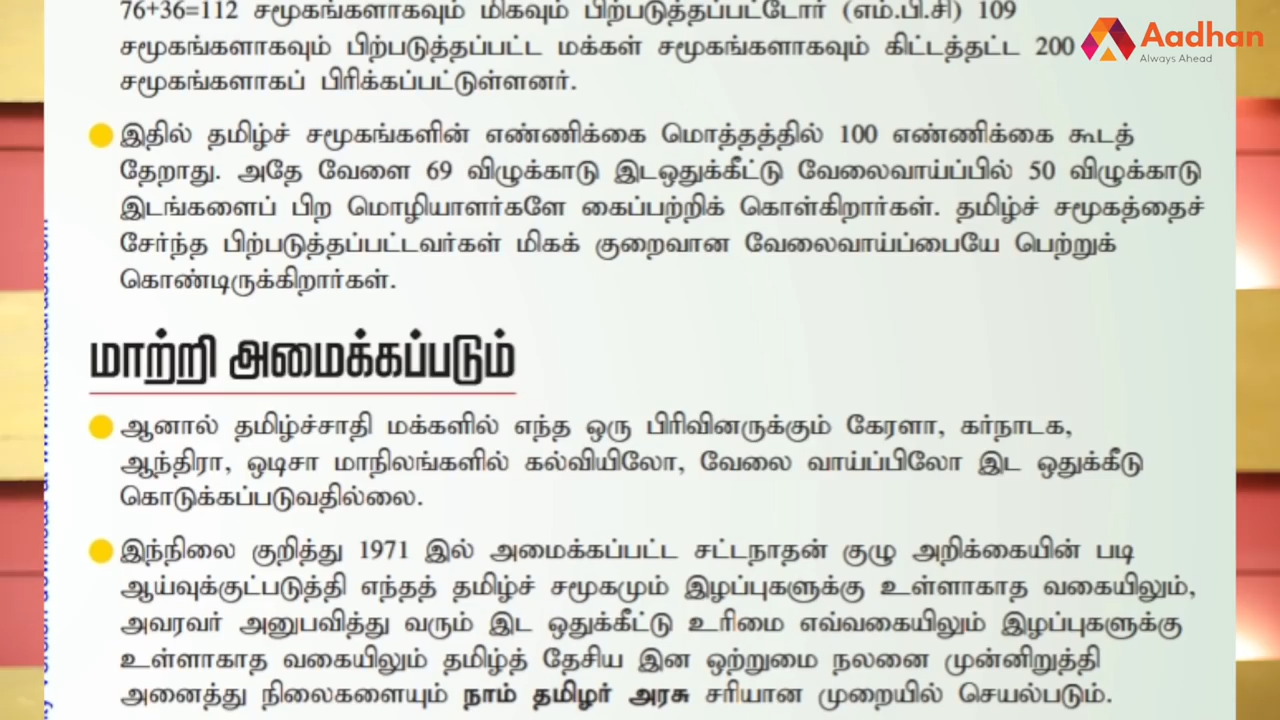 76+36=112 சமூகங்களாகவும் மிகவும் பிற்படுத்தப்பட்டோர் (எம்.பி.சி) 109
சமூகங்களாகவும் பிற்படுத்தப்பட்ட மக்கள் சமூகங்களாகவும் கிட்டத்தட்ட 200
சமூகங்களாகப் பிரிக்கப்பட்டுள்ளனர்.
Aadhan
Always Ahead
இதில் தமிழ்ச் சமூகங்களின் எண்ணிக்கை மொத்தத்தில் 100 எண்ணிக்கை கூடத்
தேறாது. அதே வேளை 69 விழுக்காடு இடஒதுக்கீட்டு வேலைவாய்ப்பில் 50 விழுக்காடு
இடங்களைப் பிற மொழியாளர்களே கைப்பற்றிக் கொள்கிறார்கள். தமிழ்ச் சமூகத்தைச்
சேர்ந்த பிற்படுத்தப்பட்டவர்கள் மிகக் குறைவான வேலைவாய்ப்பையே பெற்றுக்
கொண்டிருக்கிறார்கள்.
மாற்றி அமைக்கப்படும்
ஆனால் தமிழ்ச்சாதி மக்களில் எந்த ஒரு பிரிவினருக்கும் கேரளா, கர்நாடக,
ஆந்திரா, ஒடிசா மாநிலங்களில் கல்வியிலோ, வேலை வாய்ப்பிலோ இட ஒதுக்கீடு
கொடுக்கப்படுவதில்லை.
இந்நிலை குறித்து 1971 இல் அமைக்கப்பட்ட சட்டநாதன் குழு அறிக்கையின் படி
ஆய்வுக்குட்படுத்தி எந்தத் தமிழ்ச் சமூகமும் இழப்புகளுக்கு உள்ளாகாத வகையிலும்,
அவரவர் அனுபவித்து வரும் இட ஒதுக்கீட்டு உரிமை எவ்வகையிலும் இழப்புகளுக்கு
உள்ளாகாத வகையிலும் தமிழ்த் தேசிய இன ஒற்றுமை நலனை முன்னிறுத்தி
அனைத்து நிலைகளையும் நாம் தமிழர் அரசு சரியான முறையில் செயல்படும்.